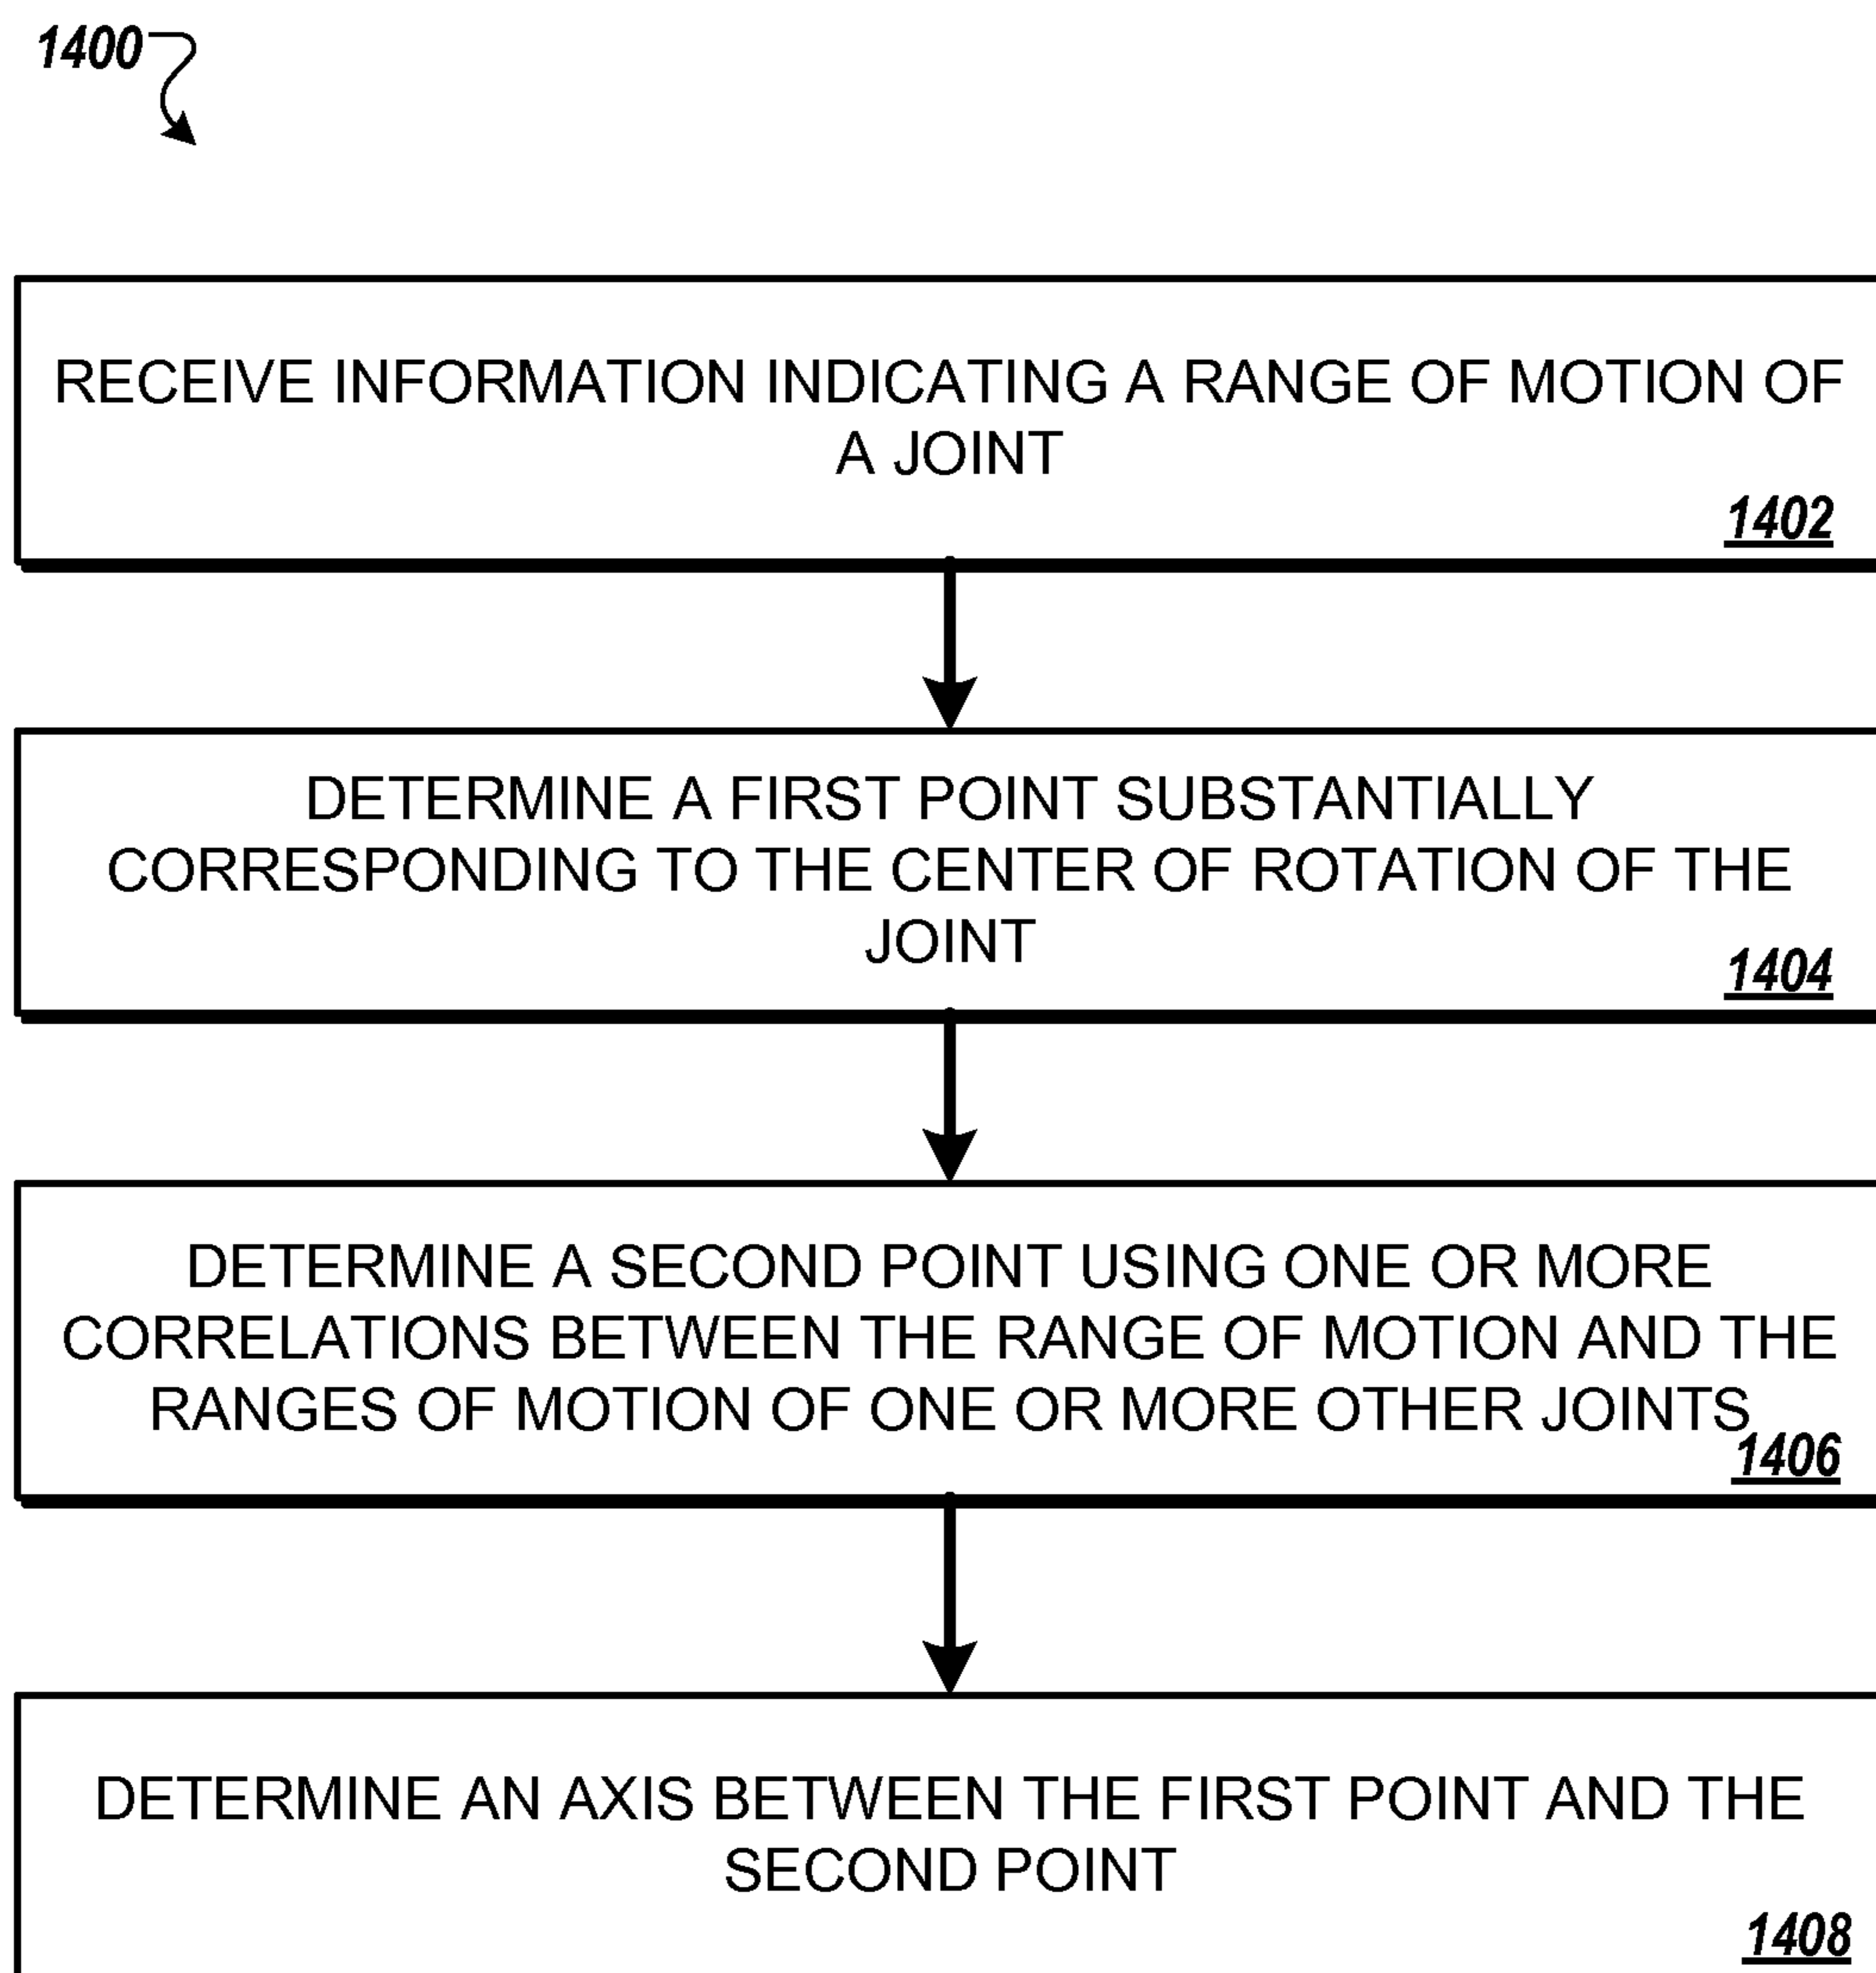 1400
RECEIVE INFORMATION INDICATING A RANGE OF MOTION OF
A JOINT
1402
DETERMINE A FIRST POINT SUBSTANTIALLY
CORRESPONDING TO THE CENTER OF ROTATION OF THE
JOINT
1404
DETERMINE A SECOND POINT USING ONE OR MORE
CORRELATIONS BETWEEN THE RANGE OF MOTION AND THE
RANGES OF MOTION OF ONE OR MORE OTHER JOINTS
1406
DETERMINE AN AXIS BETWEEN THE FIRST POINT AND THE
SECOND POINT
1408